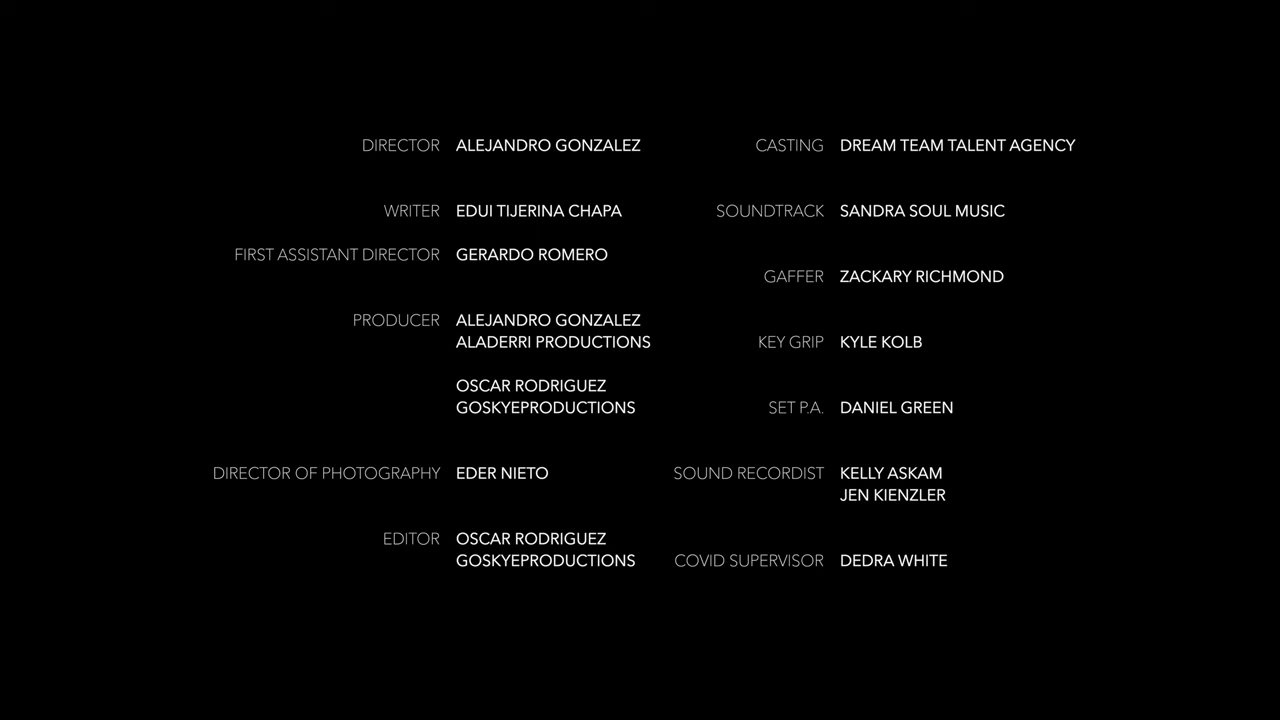 DIRECTOR ALEJANDRO GONZALEZ
WRITER EDUI TIJERINA CHAPA
FIRST ASSISTANT DIRECTOR GERARDO ROMERO
PRODUCER ALEJANDRO GONZALEZ
ALADERRI PRODUCTIONS
OSCAR RODRIGUEZ
GOSKYEPRODUCTIONS
DIRECTOR OF PHOTOGRAPHY EDER NIETO
EDITOR OSCAR RODRIGUEZ
GOSKYEPRODUCTIONS
CASTING DREAM TEAM TALENT AGENCY
SOUNDTRACK SANDRA SOUL MUSIC
GAFFER ZACKARY RICHMOND
KEY GRIP KYLE KOLB
SET P.A. DANIEL GREEN
SOUND RECORDIST KELLY ASKAM
JEN KIENZLER
COVID SUPERVISOR DEDRA WHITE